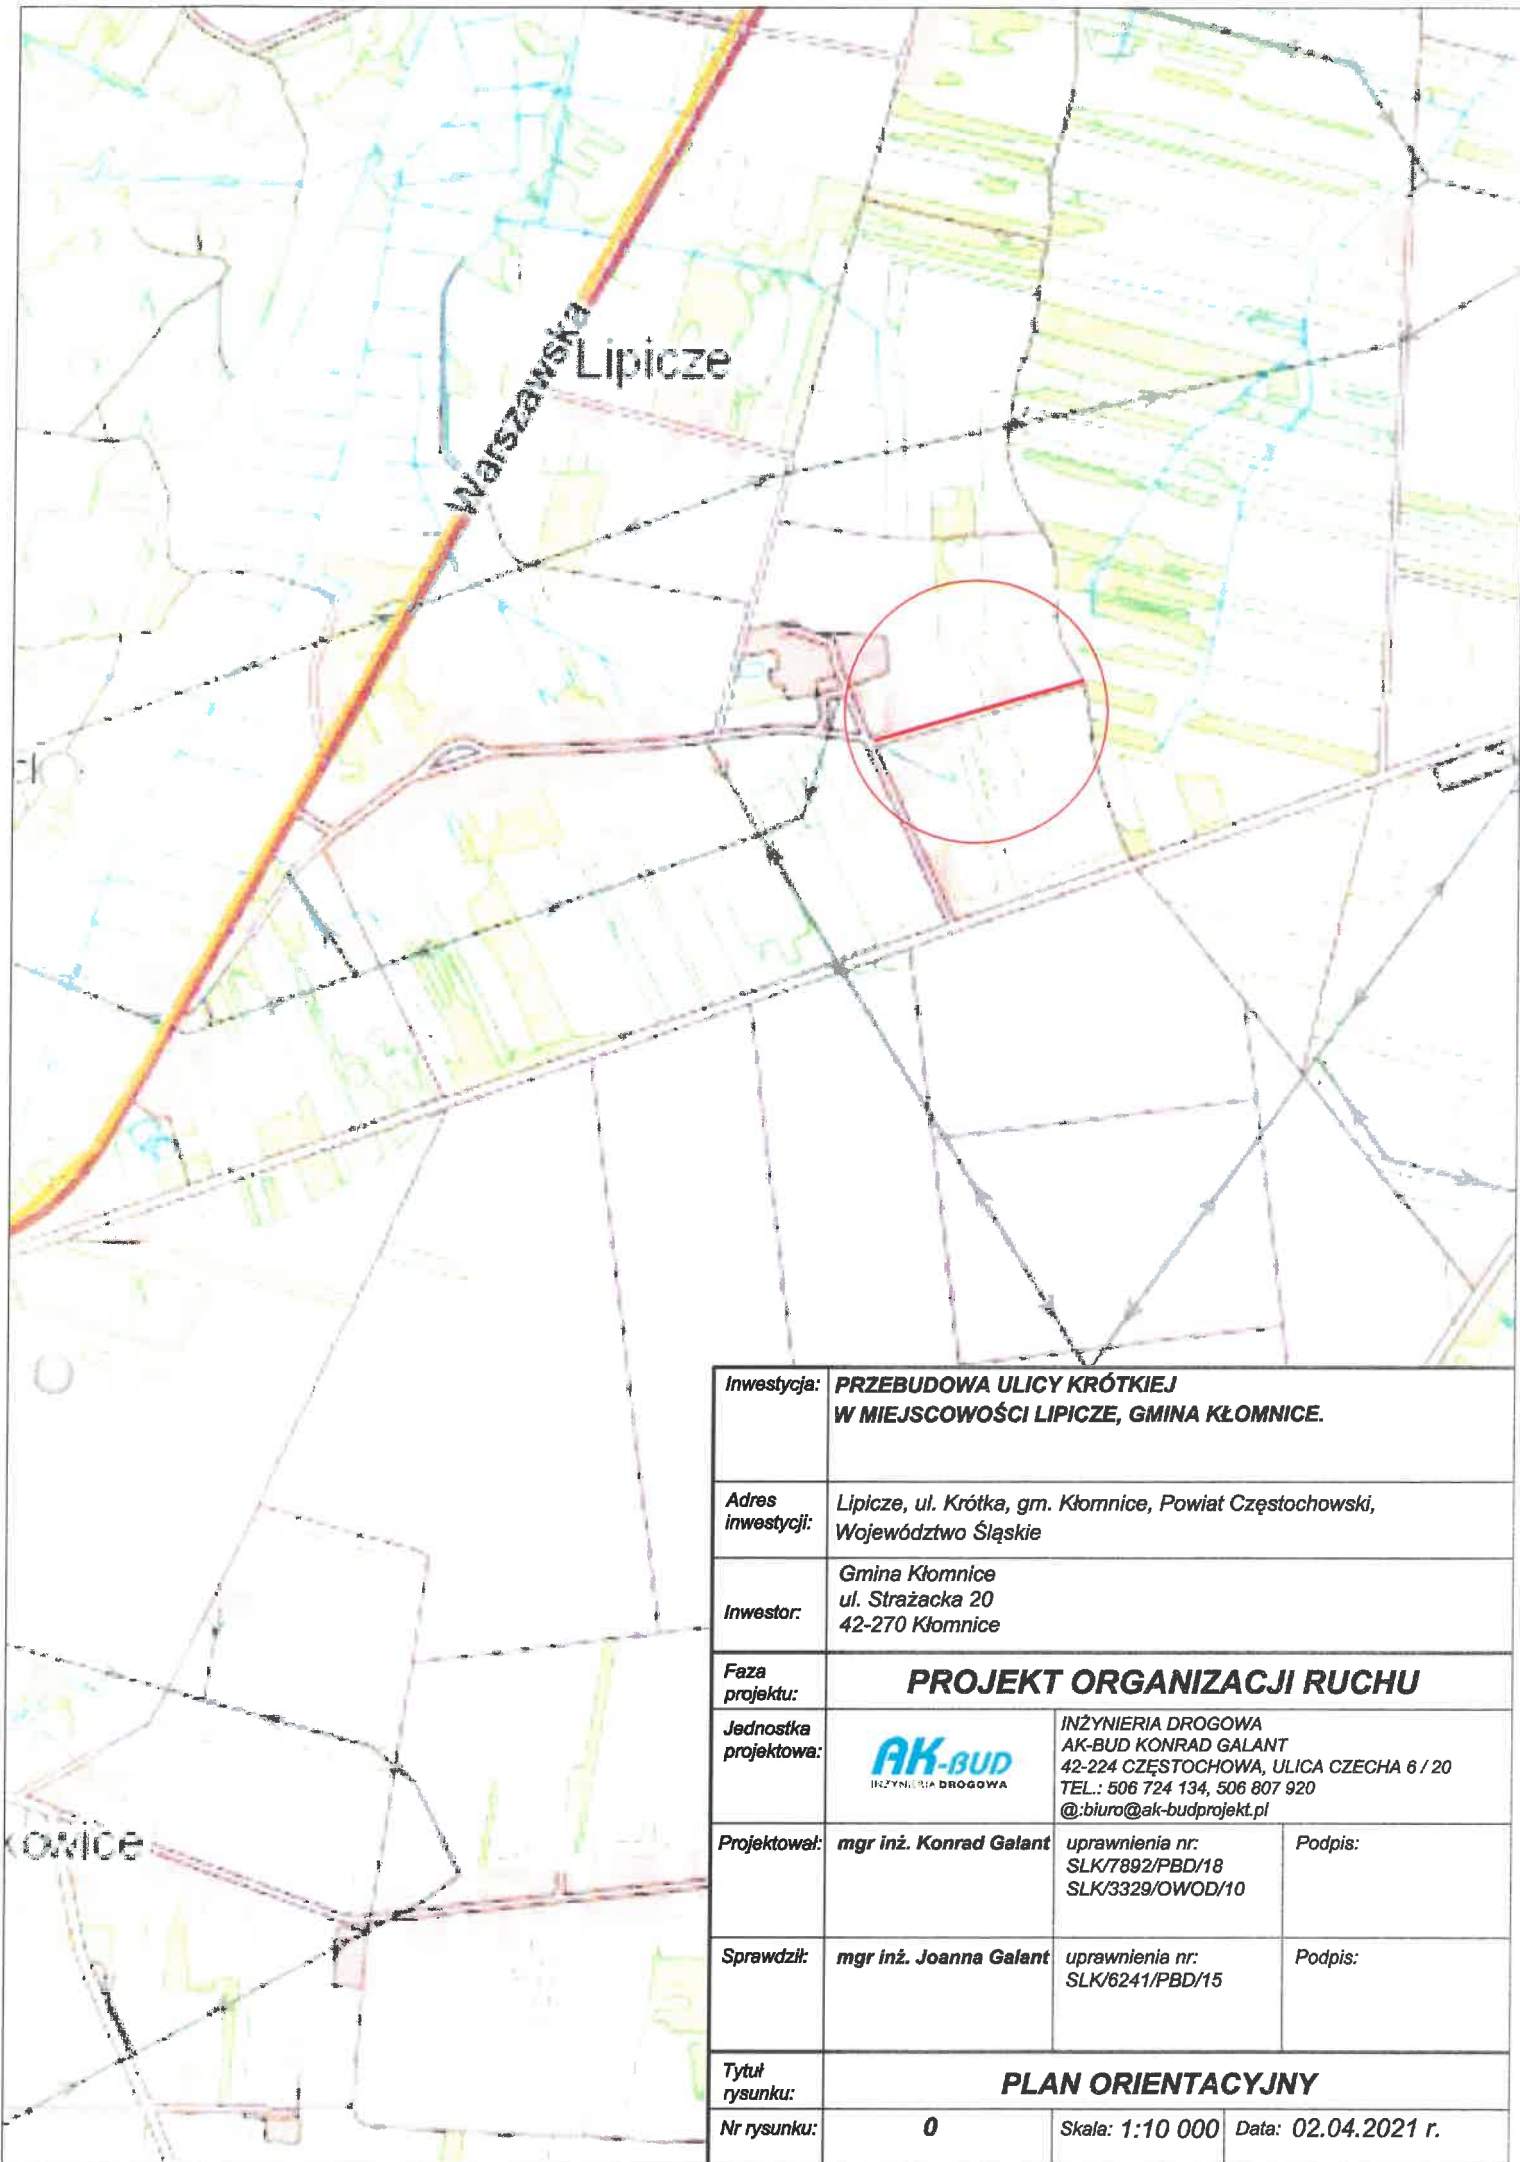 Warszawska
Lipicze
kowice
Inwestycja: PRZEBUDOWA ULICY KRÓTKIEJ
W MIEJSCOWOŚCI LIPICZE, GMINA KŁOMNICE.
Adres
inwestycji:
Lipicze, ul. Krótka, gm. Kłomnice, Powiat Częstochowski,
Województwo Śląskie
Inwestor:
Gmina Kłomnice
ul. Strażacka 20
42-270 Kłomnice
Faza
projektu:
PROJEKT ORGANIZACJI RUCHU
Jednostka
projektowa:
AK-BUD
INŻYNIERIA DROGOWA
INŻYNIERIA DROGOWA
AK-BUD KONRAD GALANT
42-224 CZĘSTOCHOWA, ULICA CZECHA 6 / 20
TEL.: 506 724 134, 506 807 920
@:biuro@ak-budprojekt.pl
Projektował: mgr inż. Konrad Galant
uprawnienia nr:
SLK/7892/PBD/18
SLK/3329/OWOD/10
Podpis:
Sprawdził: mgr inż. Joanna Galant
uprawnienia nr:
SLK/6241/PBD/15
Podpis:
Tytuł
rysunku:
PLAN ORIENTACYJNY
Nr rysunku: 0 Skala: 1:10 000 Data: 02.04.2021 r.